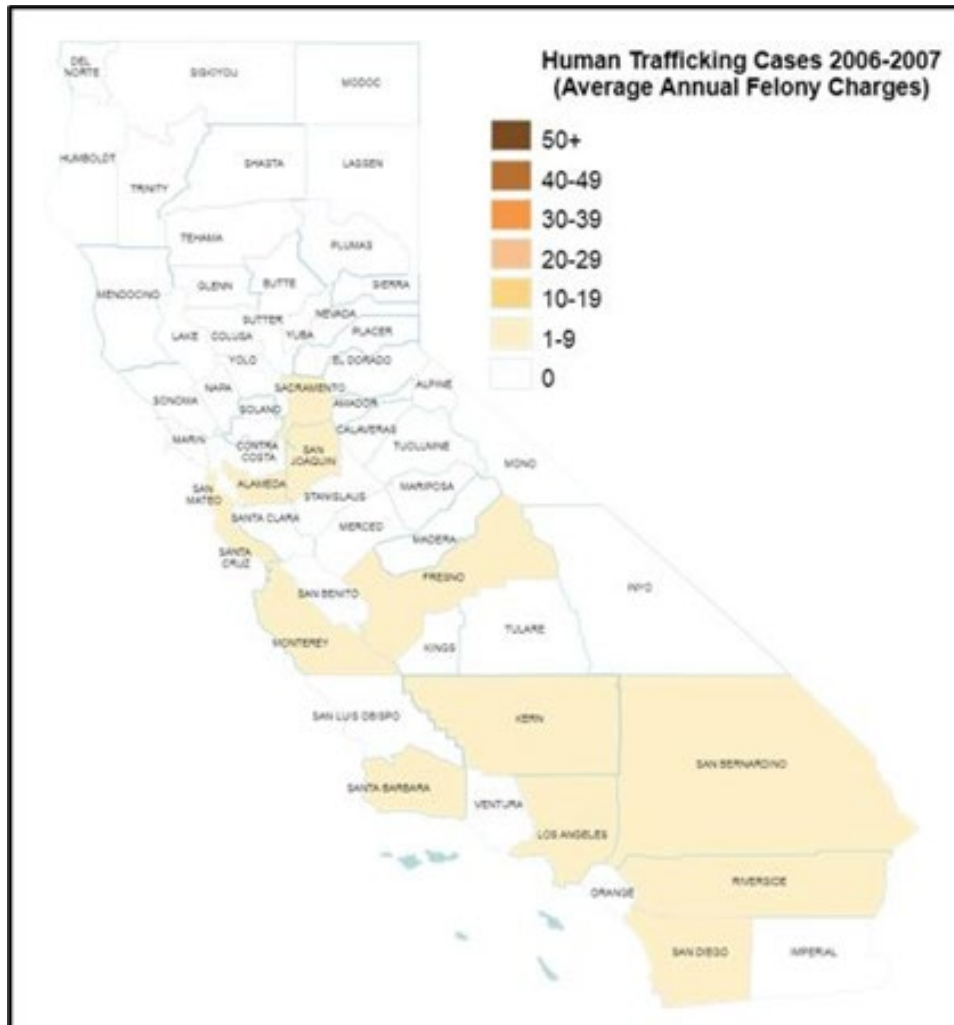 Human Trafficking Cases 2006-2007
(Average Annual Felony Charges)
50+
40-49
30-39
20-29
10-19
1-9
0
DEL
NORTE
SISKIYOU
MODOC
HUMBOLDT
TRINITY
SHASTA
LASSEN
TEHAMA
PLUMAS
MENDOCINO
GLENN
BUTTE
SIERRA
LAKE
COLUSA
SUTTER
YUBA
NEVADA
PLACER
YOLO
EL DORADO
SONOMA
NAPA
SACRAMENTO
ALPINE
SOLANO
AMADOR
MARIN
CONTRA
COSTA
CALAVERAS
SAN
JOAQUIN
TUOLUMNE
MONO
SAN
MATEO
ALAMEDA
STANISLAUS
MARIPOSA
SANTA CLARA
MERCED
MADERA
SANTA
CRUZ
SAN BENITO
FRESNO
INYO
MONTEREY
KINGS
TULARE
SAN LUIS OBISPO
KERN
SAN BERNARDINO
SANTA BARBARA
VENTURA
LOS ANGELES
ORANGE
RIVERSIDE
SAN DIEGO
IMPERIAL